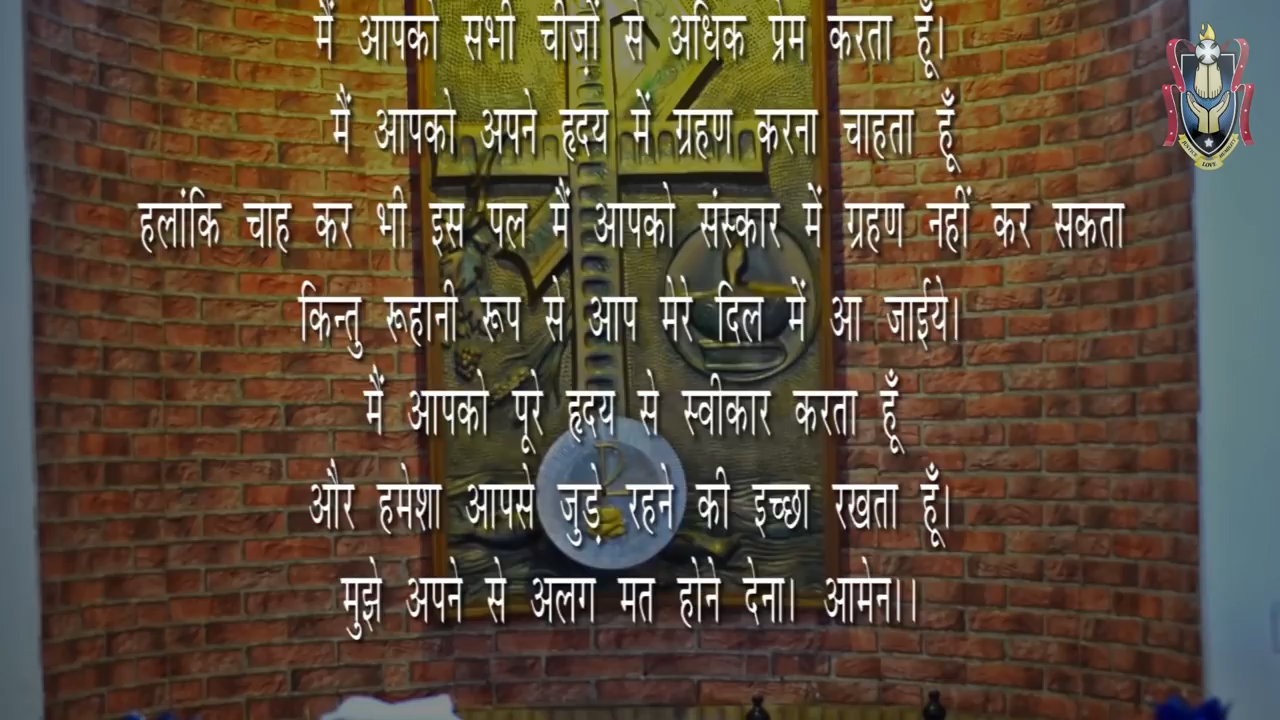 मैं आपको सभी चीज़ों से अधिक प्रेम करता हूँ।
मैं आपको अपने हृदय में ग्रहण करना चाहता हूँ
हलांकि चाह कर भी इस पल मैं आपको संस्कार में ग्रहण नहीं कर सकता
किन्तु रूहानी रूप से आप मेरे दिल में आ जाईये।
मैं आपको पूरे हृदय से स्वीकार करता हूँ
और हमेशा आपसे जुड़े रहने की इच्छा रखता हूँ।
मुझे अपने से अलग मत होने देना। आमेन।।
LOVE